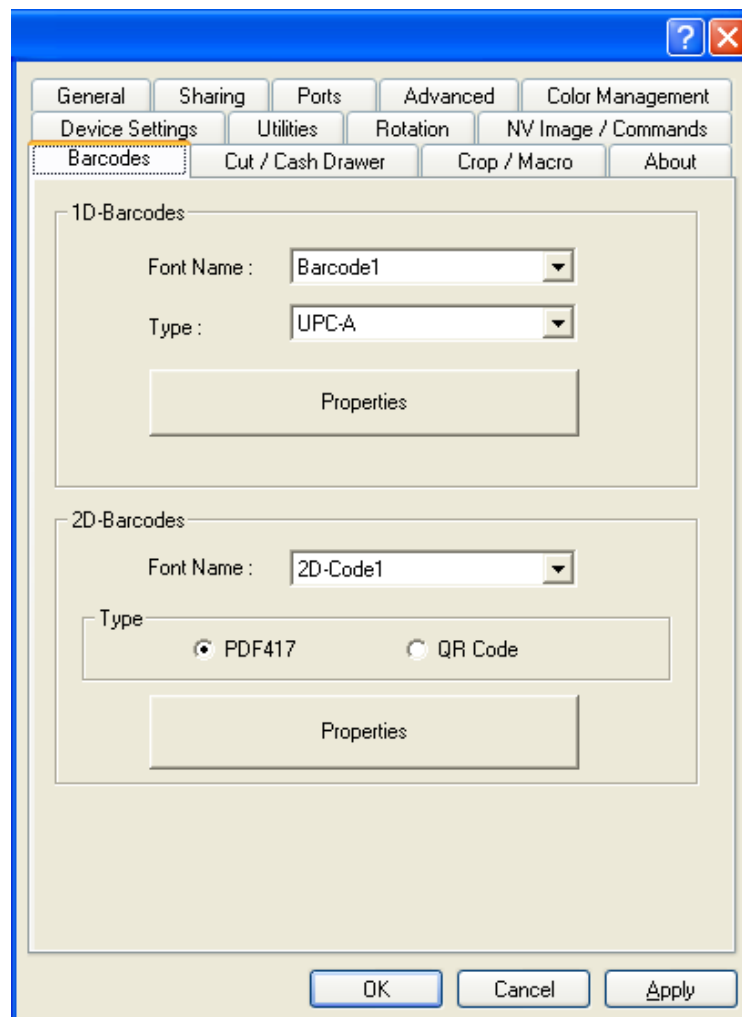 General Sharing Ports Advanced Color Management
Device Settings Utilities Rotation NV Image / Commands
Barcodes Cut / Cash Drawer Crop / Macro About
1D-Barcodes
Font Name : Barcode1
Type : UPC-A
Properties
2D-Barcodes
Font Name : 2D-Code1
Type
PDF417 QR Code
Properties
OK Cancel Apply